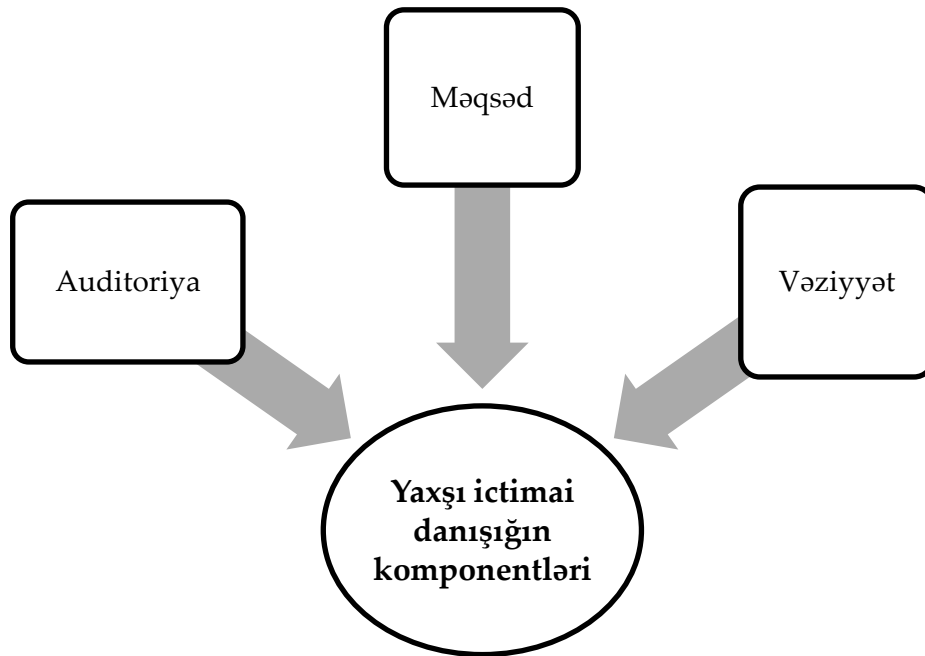 Məqsəd
Auditoriya
Vəziyyət
Yaxşı ictimai
danışığın
komponentləri